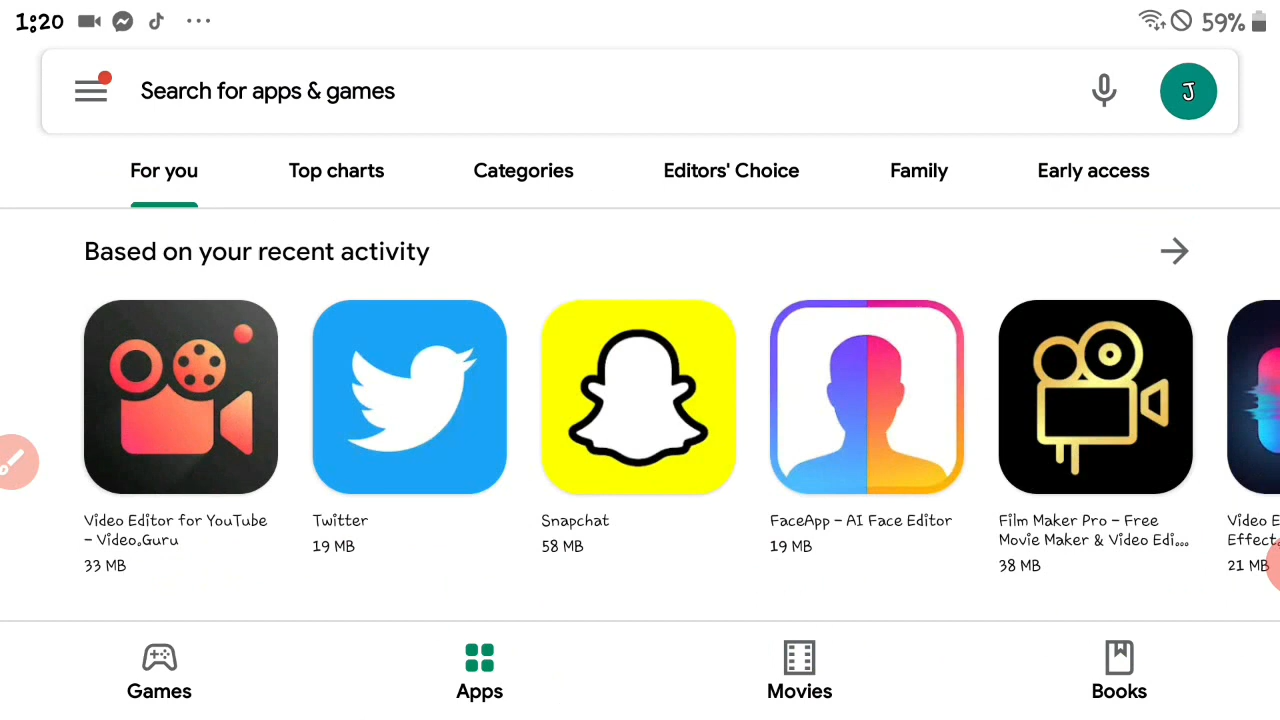 1:20
59%
Search for apps & games
J
For you
Top charts
Categories
Editors' Choice
Family
Early access
Based on your recent activity
Video Editor for YouTube
- Video.Guru
33 MB
Twitter
19 MB
Snapchat
58 MB
FaceApp - AI Face Editor
19 MB
Film Maker Pro - Free
Movie Maker & Video Edi...
38 MB
Video E
Effect
21 MB
Games
Apps
Movies
Books